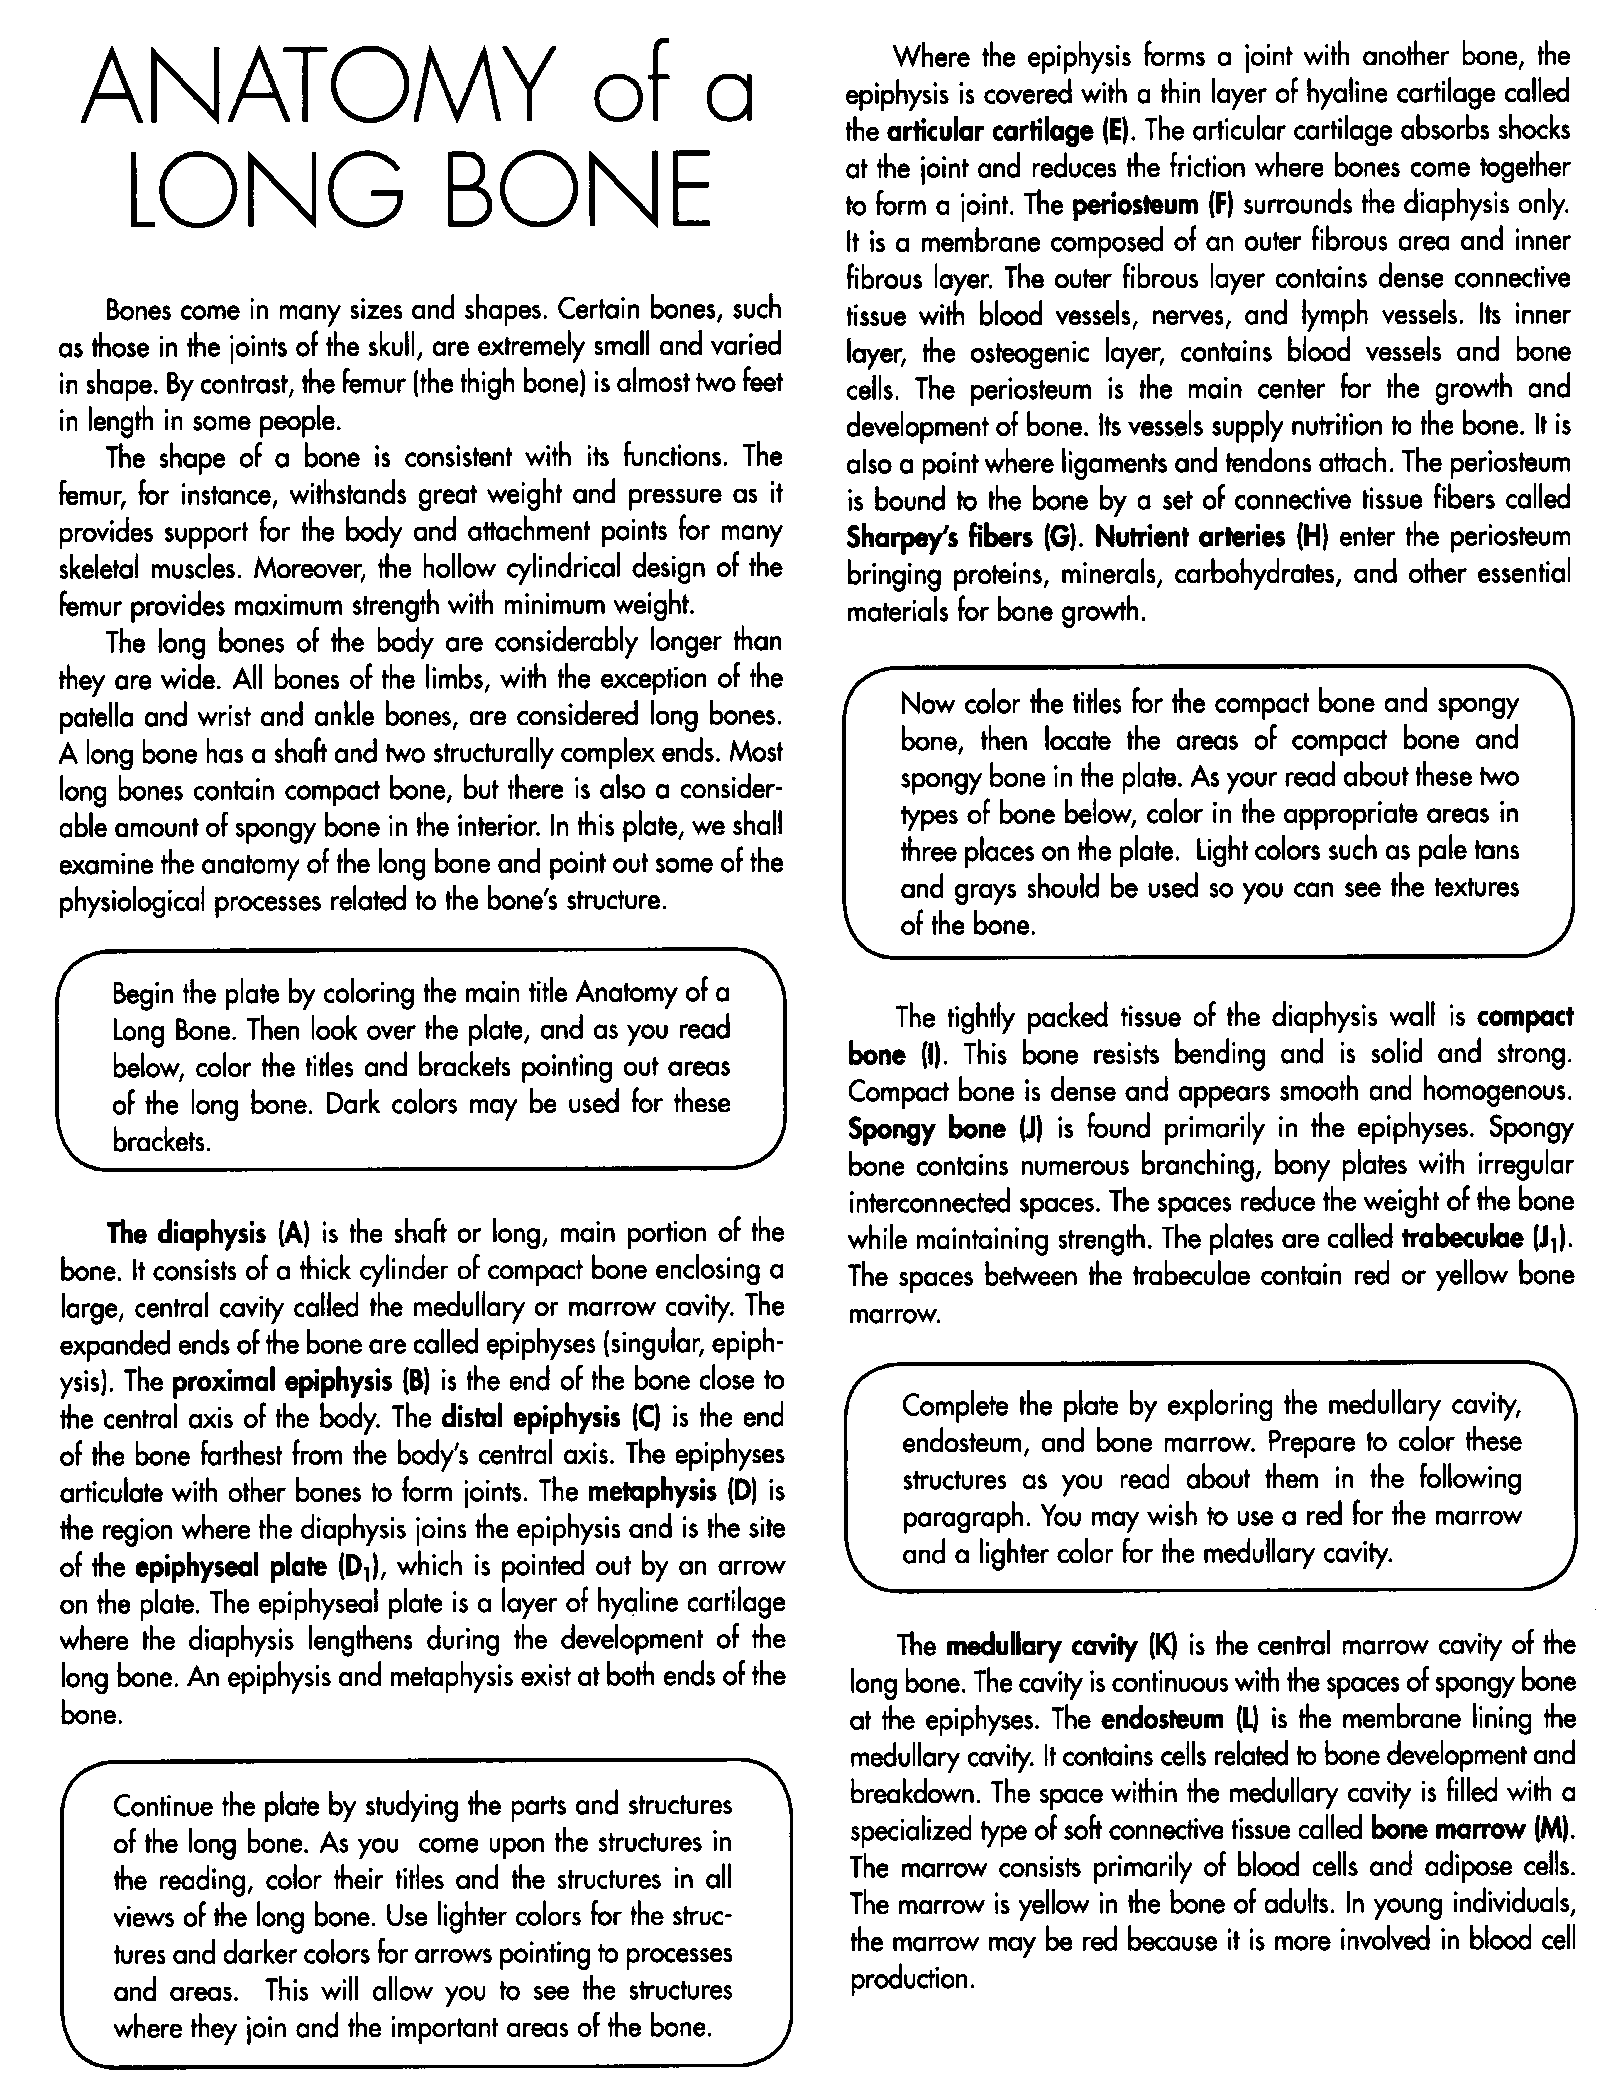 ANATOMY of a
LONG BONE
Bones come in many sizes and shapes. Certain bones, such
as those in the joints of the skull, are extremely small and varied
in shape. By contrast, the femur (the thigh bone) is almost two feet
in length in some people.
The shape of a bone is consistent with its functions. The
femur, for instance, withstands great weight and pressure as it
provides support for the body and attachment points for many
skeletal muscles. Moreover, the hollow cylindrical design of the
femur provides maximum strength with minimum weight.
The long bones of the body are considerably longer than
they are wide. All bones of the limbs, with the exception of the
patella and wrist and ankle bones, are considered long bones.
A long bone has a shaft and two structurally complex ends. Most
long bones contain compact bone, but there is also a consider-
able amount of spongy bone in the interior. In this plate, we shall
examine the anatomy of the long bone and point out some of the
physiological processes related to the bone's structure.
Begin the plate by coloring the main title Anatomy of a
Long Bone. Then look over the plate, and as you read
below, color the titles and brackets pointing out areas
of the long bone. Dark colors may be used for these
brackets.
The diaphysis (A) is the shaft or long, main portion of the
bone. It consists of a thick cylinder of compact bone enclosing a
large, central cavity called the medullary or marrow cavity. The
expanded ends of the bone are called epiphyses (singular, epiph-
ysis). The proximal epiphysis (B) is the end of the bone close to
the central axis of the body. The distal epiphysis (C) is the end
of the bone farthest from the body's central axis. The epiphyses
articulate with other bones to form joints. The metaphysis (D) is
the region where the diaphysis joins the epiphysis and is the site
of the epiphyseal plate (D₁), which is pointed out by an arrow
on the plate. The epiphyseal plate is a layer of hyaline cartilage
where the diaphysis lengthens during the development of the
long bone. An epiphysis and metaphysis exist at both ends of the
bone.
Continue the plate by studying the parts and structures
of the long bone. As you come upon the structures in
the reading, color their titles and the structures in all
views of the long bone. Use lighter colors for the struc-
tures and darker colors for arrows pointing to processes
and areas. This will allow you to see the structures
where they join and the important areas of the bone.
Where the epiphysis forms a joint with another bone, the
epiphysis is covered with a thin layer of hyaline cartilage called
the articular cartilage (E). The articular cartilage absorbs shocks
at the joint and reduces the friction where bones come together
to form a joint. The periosteum (F) surrounds the diaphysis only.
It is a membrane composed of an outer fibrous area and inner
fibrous layer. The outer fibrous layer contains dense connective
tissue with blood vessels, nerves, and lymph vessels. Its inner
layer, the osteogenic layer, contains blood vessels and bone
cells. The periosteum is the main center for the growth and
development of bone. Its vessels supply nutrition to the bone. It is
also a point where ligaments and tendons attach. The periosteum
is bound to the bone by a set of connective tissue fibers called
Sharpey's fibers (G). Nutrient arteries (H) enter the periosteum
bringing proteins, minerals, carbohydrates, and other essential
materials for bone growth.
Now color the titles for the compact bone and spongy
bone, then locate the areas of compact bone and
spongy bone in the plate. As your read about these two
types of bone below, color in the appropriate areas in
three places on the plate. Light colors such as pale tans
and grays should be used so you can see the textures
of the bone.
The tightly packed tissue of the diaphysis wall is compact
bone (I). This bone resists bending and is solid and strong.
Compact bone is dense and appears smooth and homogenous.
Spongy bone (J) is found primarily in the epiphyses. Spongy
bone contains numerous branching, bony plates with irregular
interconnected spaces. The spaces reduce the weight of the bone
while maintaining strength. The plates are called trabeculae (J₁).
The spaces between the trabeculae contain red or yellow bone
marrow.
Complete the plate by exploring the medullary cavity,
endosteum, and bone marrow. Prepare to color these
structures as you read about them in the following
paragraph. You may wish to use a red for the marrow
and a lighter color for the medullary cavity.
The medullary cavity (K) is the central marrow cavity of the
long bone. The cavity is continuous with the spaces of spongy bone
at the epiphyses. The endosteum (L) is the membrane lining the
medullary cavity. It contains cells related to bone development and
breakdown. The space within the medullary cavity is filled with a
specialized type of soft connective tissue called bone marrow (M).
The marrow consists primarily of blood cells and adipose cells.
The marrow is yellow in the bone of adults. In young individuals,
the marrow may be red because it is more involved in blood cell
production.